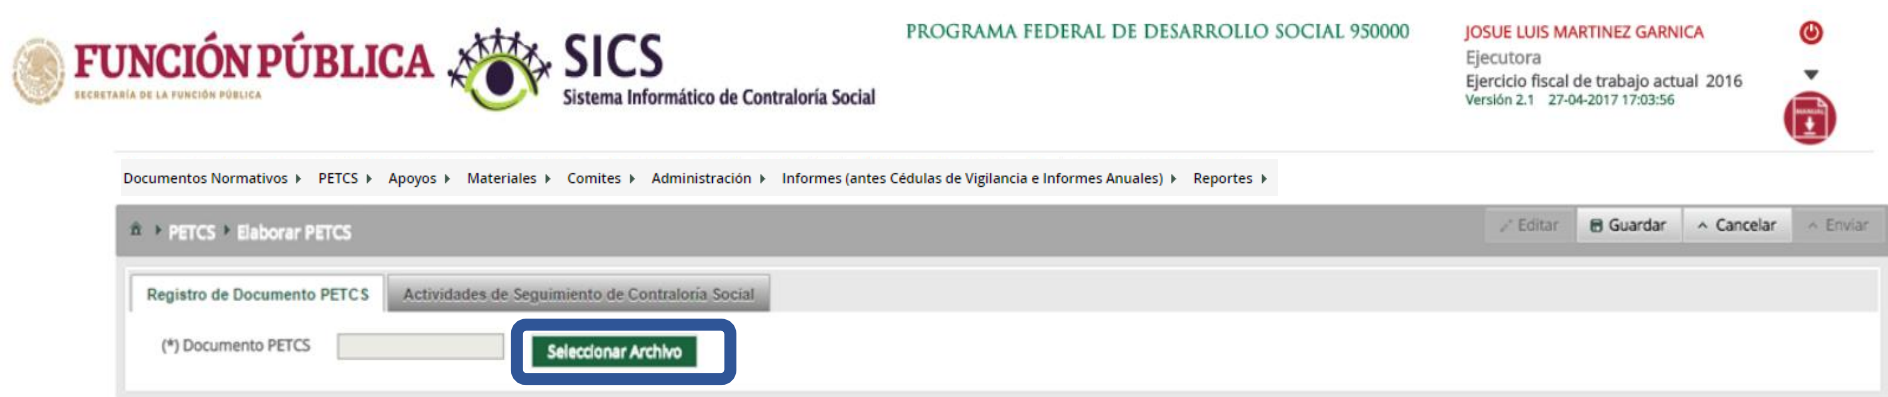 FUNCIÓN PÚBLICA
SECRETARÍA DE LA FUNCIÓN PÚBLICA
SICS
Sistema Informático de Contraloría Social
PROGRAMA FEDERAL DE DESARROLLO SOCIAL 950000
JOSUE LUIS MARTINEZ GARNICA
Ejecutora
Ejercicio fiscal de trabajo actual 2016
Versión 2.1 27-04-2017 17:03:56
MANUAL
Documentos Normativos PETCS Apoyos Materiales Comites Administración Informes (antes Cédulas de Vigilancia e Informes Anuales) Reportes
PETCS Elaborar PETCS
Editar Guardar Cancelar Enviar
Registro de Documento PETCS Actividades de Seguimiento de Contraloría Social
(*) Documento PETCS Seleccionar Archivo